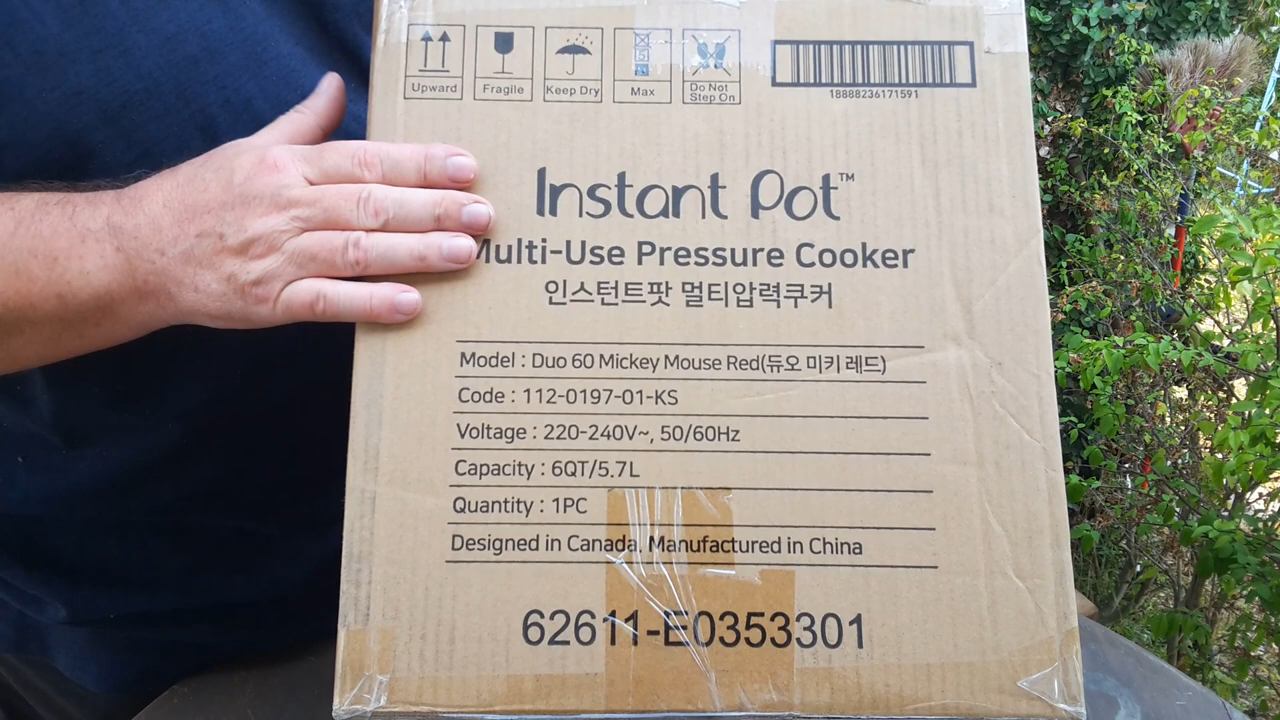 Upward
Fragile
Keep Dry
5
Max
Do Not
Step On
18888236171591
Instant Pot™
Multi-Use Pressure Cooker
인스턴트팟 멀티압력쿠커
Model : Duo 60 Mickey Mouse Red(듀오 미키 레드)
Code : 112-0197-01-KS
Voltage : 220-240V~, 50/60Hz
Capacity : 6QT/5.7L
Quantity : 1PC
Designed in Canada, Manufactured in China
62611-E0353301